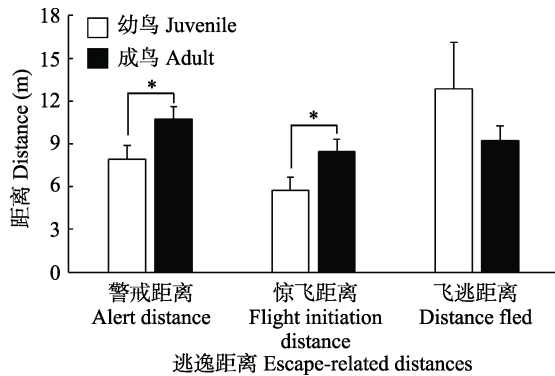 18
15
12
9
6
3
0
距离 Distance (m)
幼鸟 Juvenile
成鸟 Adult
*
*
警戒距离
Alert distance
惊飞距离
Flight initiation
distance
飞逃距离
Distance fled
逃逸距离 Escape-related distances